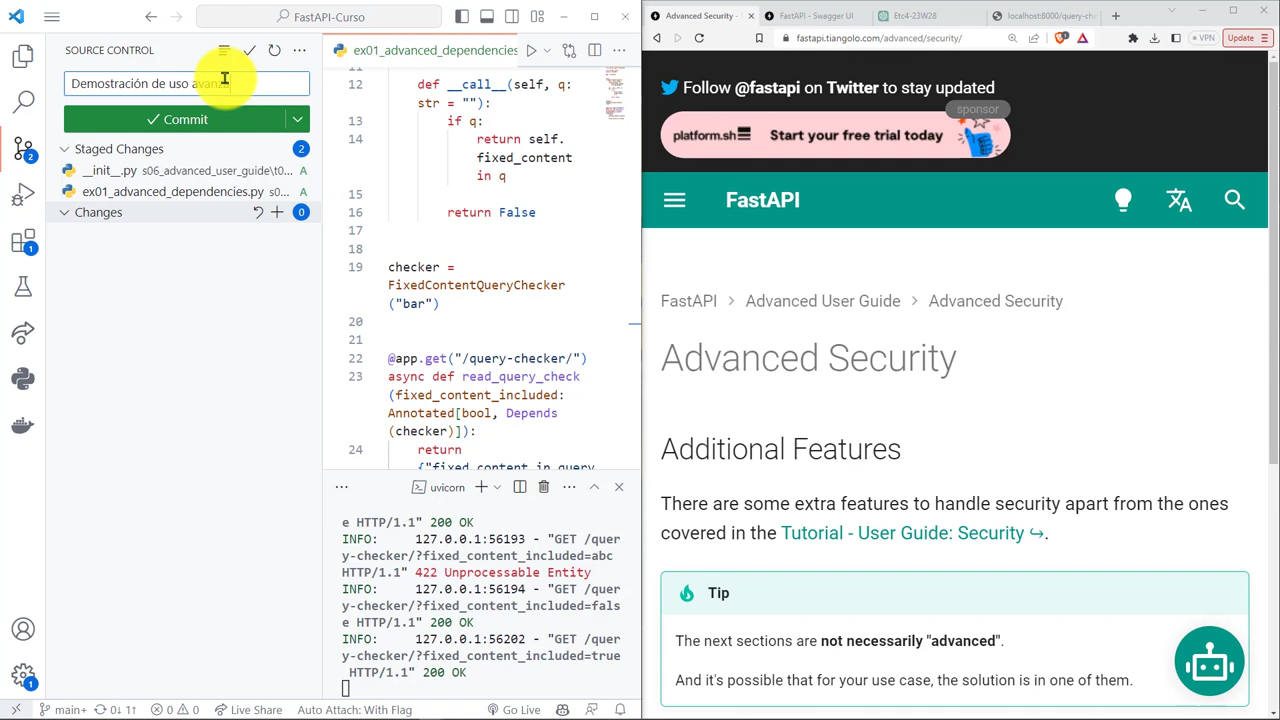 FastAPI-Curso
SOURCE CONTROL
mostración de uso avanz
Commit
Staged Changes
2
__init__.py s06_advanced_user_guide\t0... A
ex01_advanced_dependencies.py s0... A
Changes
0
2
1
1
ex01_advanced_dependencies
11
12 def __call__(self, q:
str = ""):
13 if q:
14 return self.
fixed_content
in q
15
16 return False
17
18
19 checker =
FixedContentQueryChecker
("bar")
20
21
22 @app.get("/query-checker/")
23 async def read_query_check
(fixed_content_included:
Annotated[bool, Depends
(checker)]):
24 return
{"fixed_content_in_query
uvicorn
e HTTP/1.1" 200 OK
INFO: 127.0.0.1:56193 - "GET /quer
y-checker/?fixed_content_included=abc
HTTP/1.1" 422 Unprocessable Entity
INFO: 127.0.0.1:56194 - "GET /quer
y-checker/?fixed_content_included=fals
e HTTP/1.1" 200 OK
INFO: 127.0.0.1:56202 - "GET /quer
y-checker/?fixed_content_included=true
HTTP/1.1" 200 OK
main+ 0↓ 1↑ 0 0 Live Share Auto Attach: With Flag Go Live
Advanced Security - FastAPI - Swagger UI Etc4-23W28 localhost:8000/query-che
fastapi.tiangolo.com/advanced/security/
VPN
Update
Follow @fastapi on Twitter to stay updated
sponsor
platform.sh Start your free trial today
FastAPI
FastAPI > Advanced User Guide > Advanced Security
Advanced Security
Additional Features
There are some extra features to handle security apart from the ones
covered in the Tutorial - User Guide: Security.
Tip
The next sections are not necessarily "advanced".
And it's possible that for your use case, the solution is in one of them.